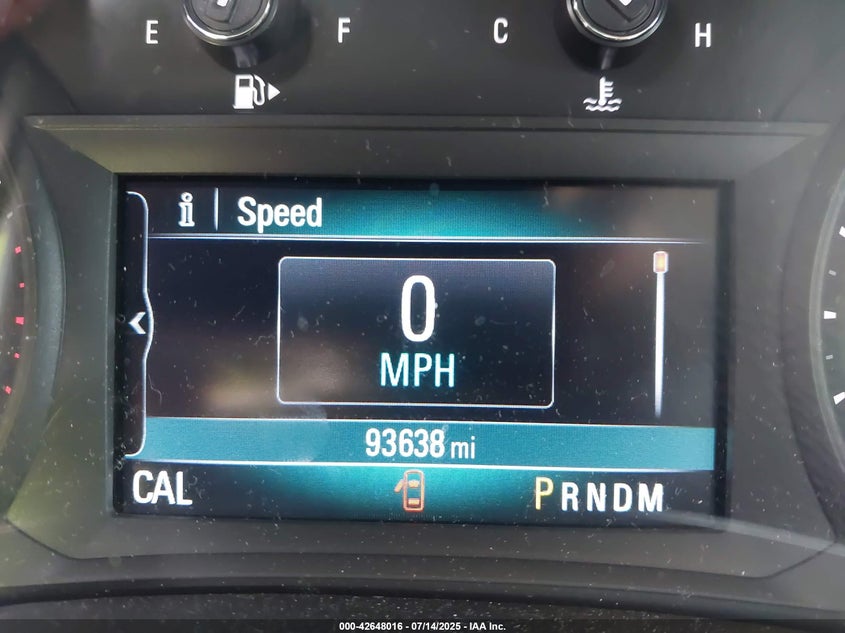 E F C H
i Speed
0
MPH
93638 mi
CAL PRNDM
000-42648016 - 07/14/2025 - IAA Inc.